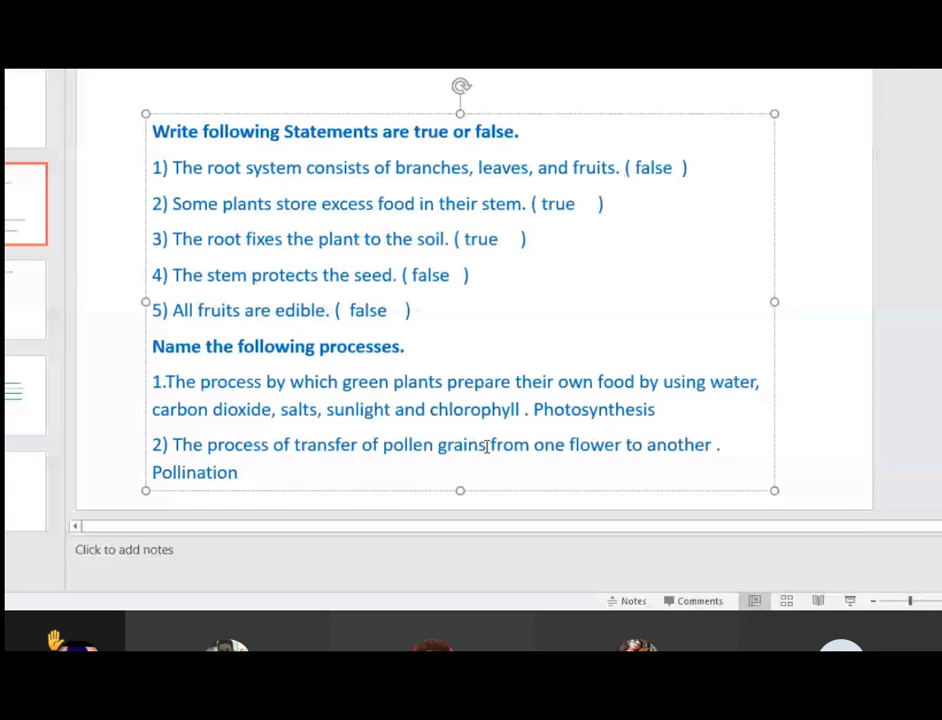 Write following Statements are true or false.
1) The root system consists of branches, leaves, and fruits. ( false  )
2) Some plants store excess food in their stem. ( true     )
3) The root fixes the plant to the soil. ( true     )
4) The stem protects the seed. ( false   )
5) All fruits are edible. (  false    )
Name the following processes.
1.The process by which green plants prepare their own food by using water,
carbon dioxide, salts, sunlight and chlorophyll . Photosynthesis
2) The process of transfer of pollen grains from one flower to another .
Pollination
Click to add notes
Notes
Comments